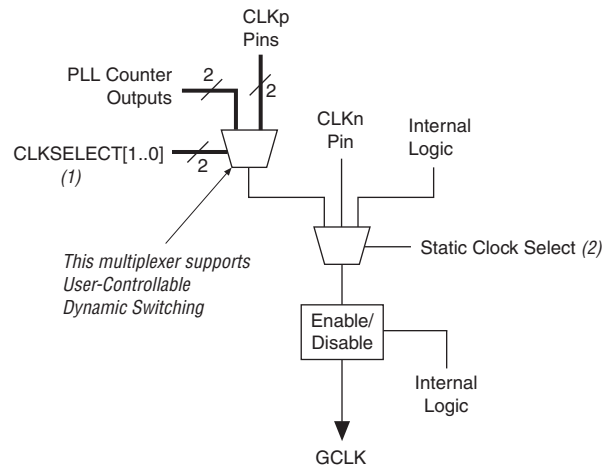 CLKp
Pins
PLL Counter
Outputs
2
2
CLKn
Pin
Internal
Logic
CLKSELECT[1..0]
(1)
2
This multiplexer supports
User-Controllable
Dynamic Switching
Static Clock Select (2)
Enable/
Disable
Internal
Logic
GCLK